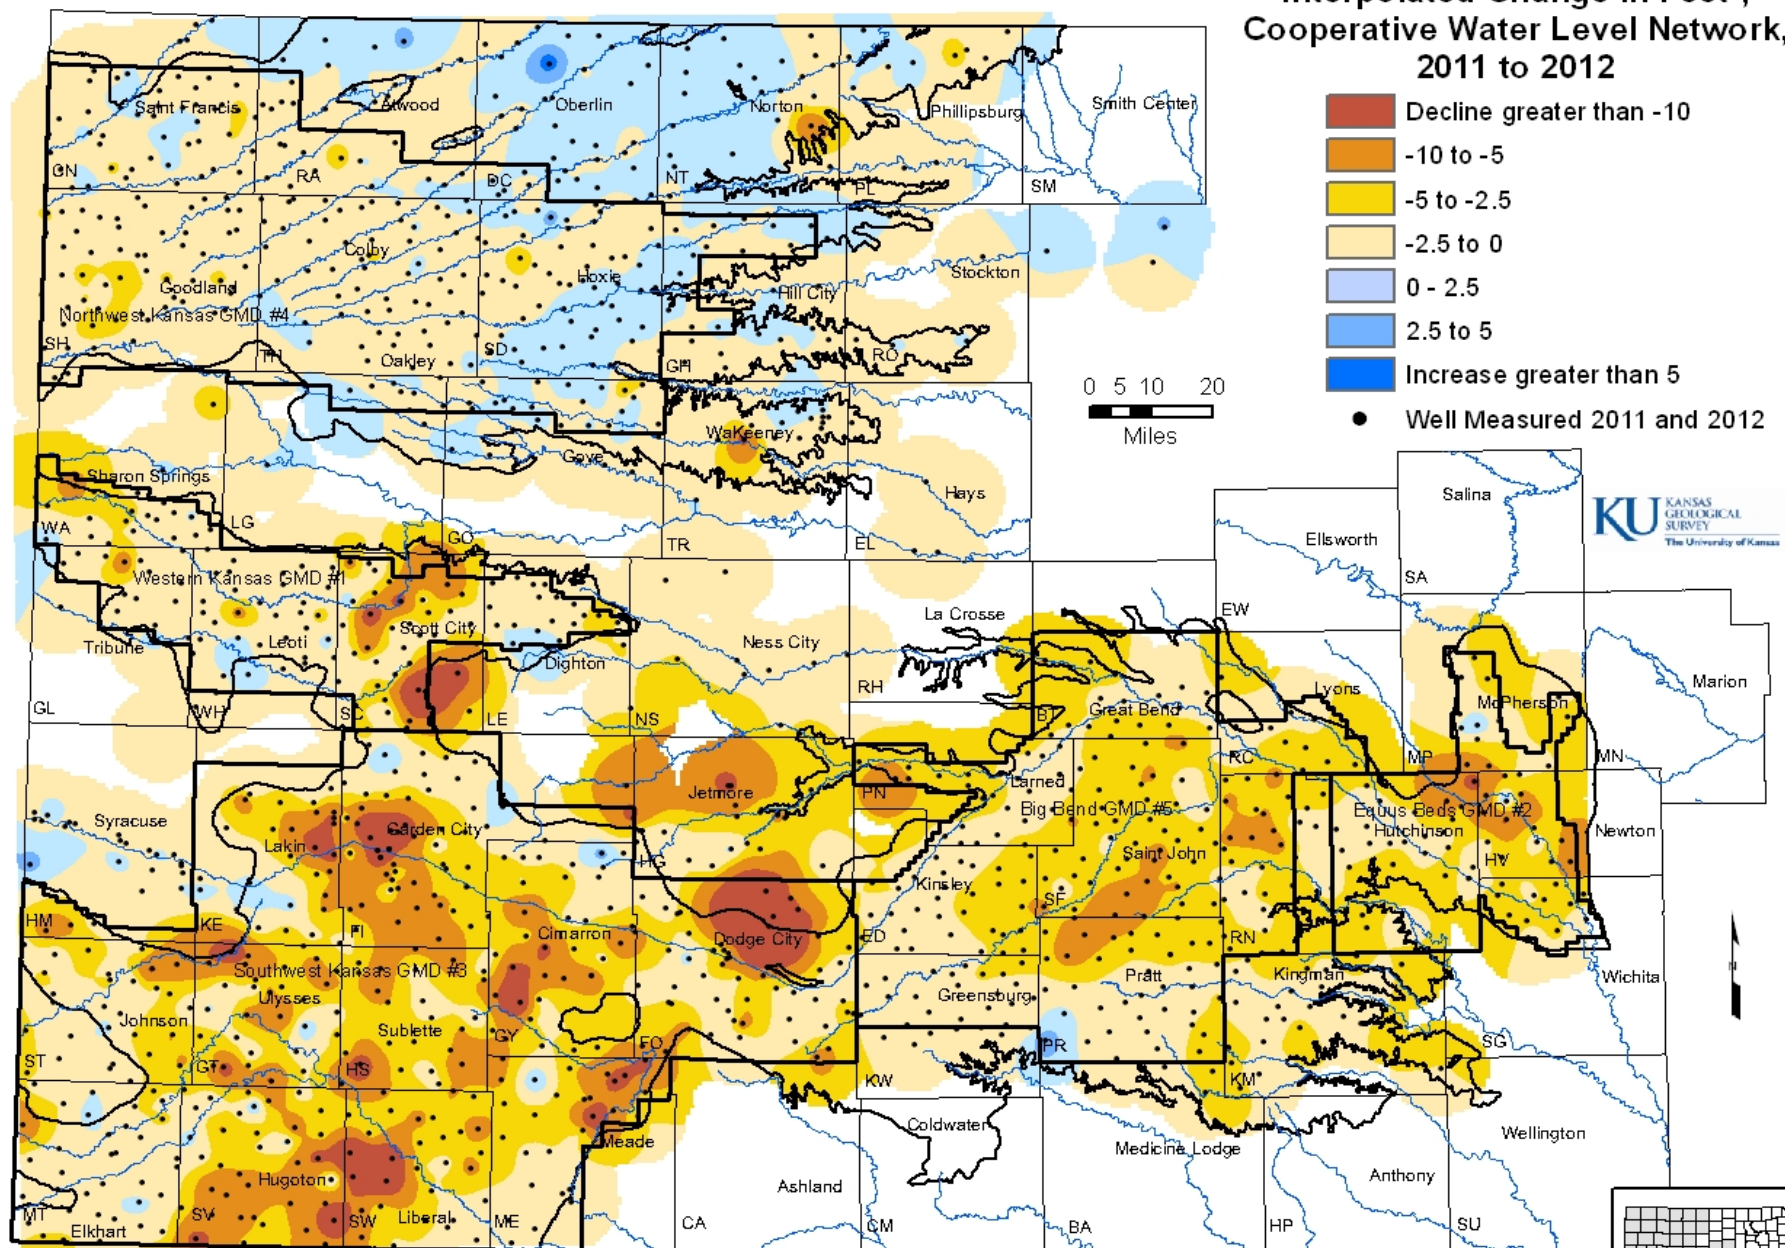 Interpolated Change in Feet ,
Cooperative Water Level Network,
2011 to 2012
Decline greater than -10
-10 to -5
-5 to -2.5
-2.5 to 0
0 - 2.5
2.5 to 5
Increase greater than 5
Well Measured 2011 and 2012
0 5 10 20
Miles
KU KANSAS
GEOLOGICAL
SURVEY
The University of Kansas
Saint Francis
Atwood
Oberlin
Norton
Phillipsburg
Smith Center
CN
RA
DC
NT
PL
SM
Colby
Goodland
Hoxie
Hill City
Stockton
Northwest Kansas GMD #4
SH
TH
Oakley
SD
GH
RO
WaKeeney
Gove
Hays
Sharon Springs
WA
LG
GO
TR
EL
Salina
Ellsworth
SA
Western Kansas GMD #1
Scott City
Leoti
Tribune
Dighton
Ness City
La Crosse
EW
RH
GL
WH
SC
LE
NS
BT
Great Bend
Lyons
McPherson
Marion
RC
MP
MN
Jetmore
PN
Larned
Big Bend GMD #5
Equus Beds GMD #2
Hutchinson
Newton
Syracuse
Lakin
Garden City
HG
Saint John
HV
Kinsley
SF
HM
KE
FI
Cimarron
Dodge City
ED
RN
Southwest Kansas GMD #3
Ulysses
Pratt
Kingman
Wichita
Johnson
Sublette
Greensburg
GY
FO
PR
SG
ST
GT
HS
KW
KM
Meade
Coldwater
Medicine Lodge
Wellington
Anthony
Hugoton
Ashland
MT
Elkhart
SV
SW
Liberal
ME
CA
CM
BA
HP
SU
N